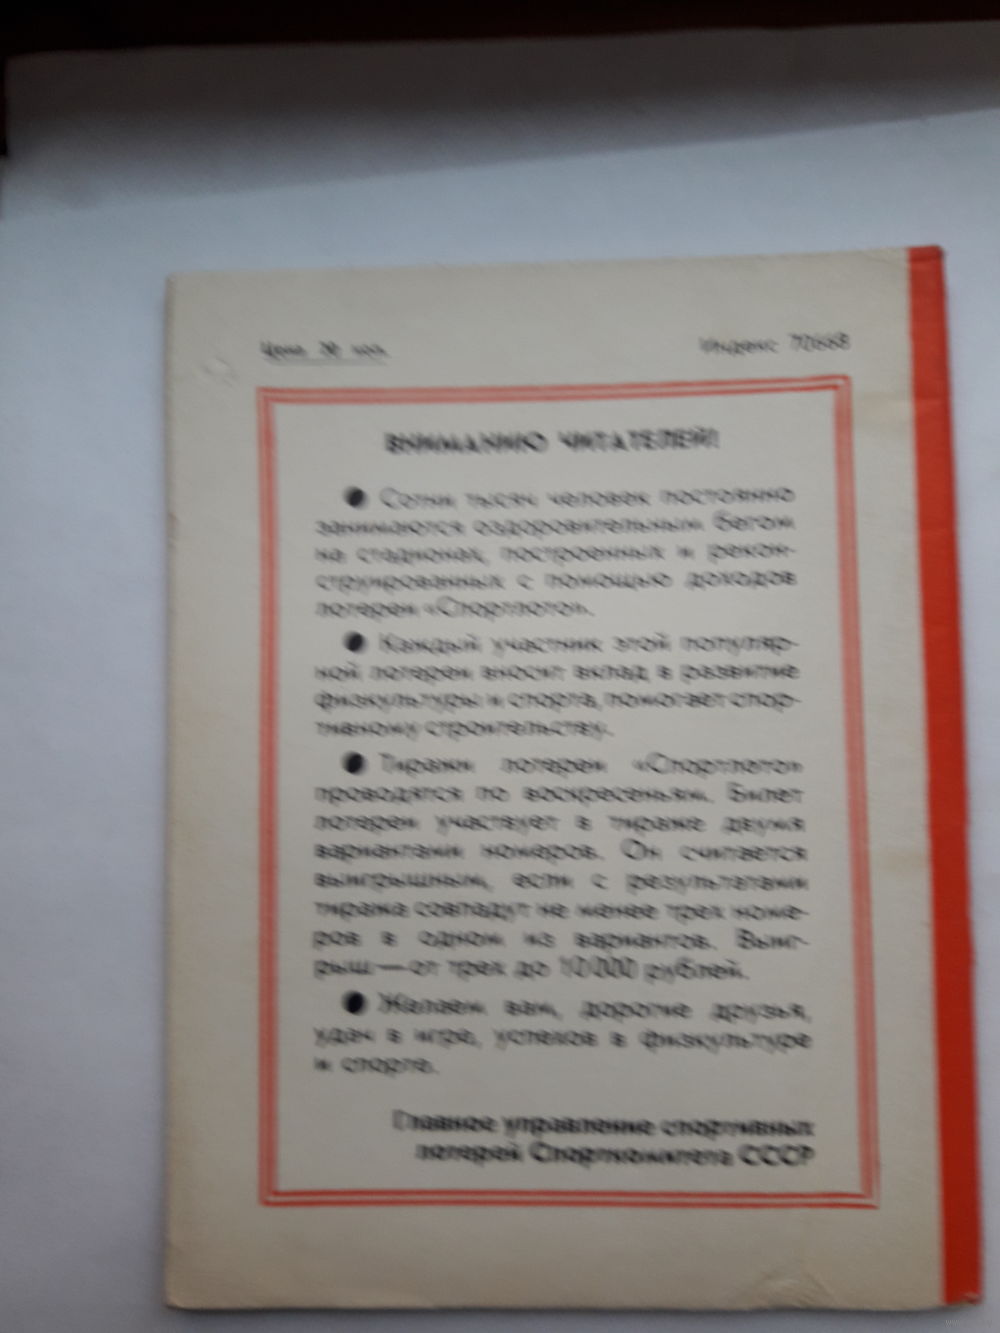 Цена коп.
Индекс 70668
ВНИМАНИЮ ЧИТАТЕЛЕЙ!
● Сотни тысяч человек постоянно
занимаются оздоровительным бегом
на стадионах, построенных и рекон-
струированных с помощью доходов
лотереи «Спортлото».
● Каждый участник этой популяр-
ной лотереи вносит вклад в развитие
физкультуры и спорта, помогает спор-
тивному строительству.
● Тиражи лотереи «Спортлото»
проводятся по воскресеньям. Билет
лотереи участвует в тираже двумя
вариантами номеров. Он считается
выигрышным, если с результатами
тиража совпадут не менее трех номе-
ров в одном из вариантов. Выиг-
рыш — от трех до 10 000 рублей.
● Желаем вам, дорогие друзья,
удач в игре, успехов в физкультуре
и спорте.
Главное управление спортивных
лотерей Спорткомитета СССР